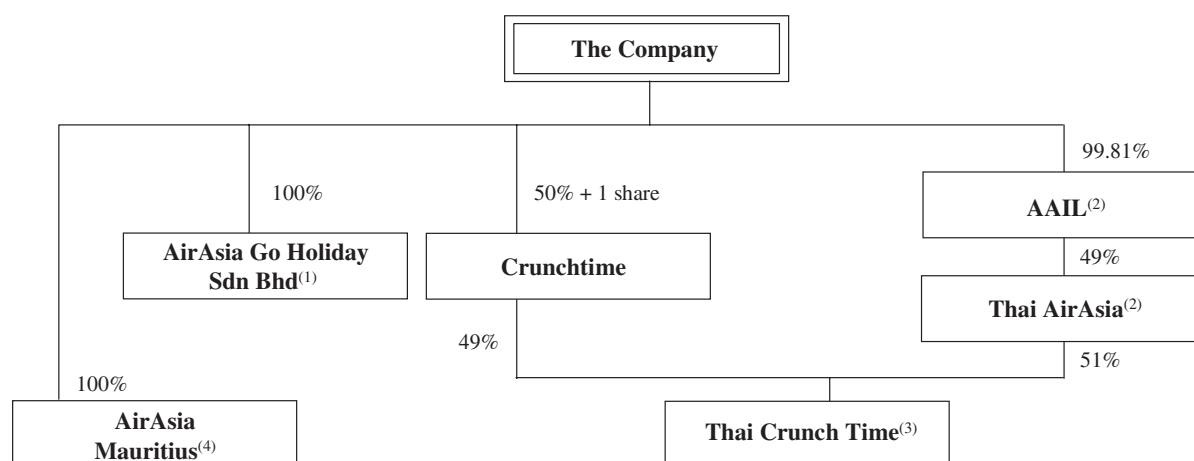 The Company
99.81%
100%
50% + 1 share
AAIL(2)
AirAsia Go Holiday
Sdn Bhd(1)
Crunchtime
49%
Thai AirAsia(2)
49%
51%
100%
AirAsia
Mauritius(4)
Thai Crunch Time(3)